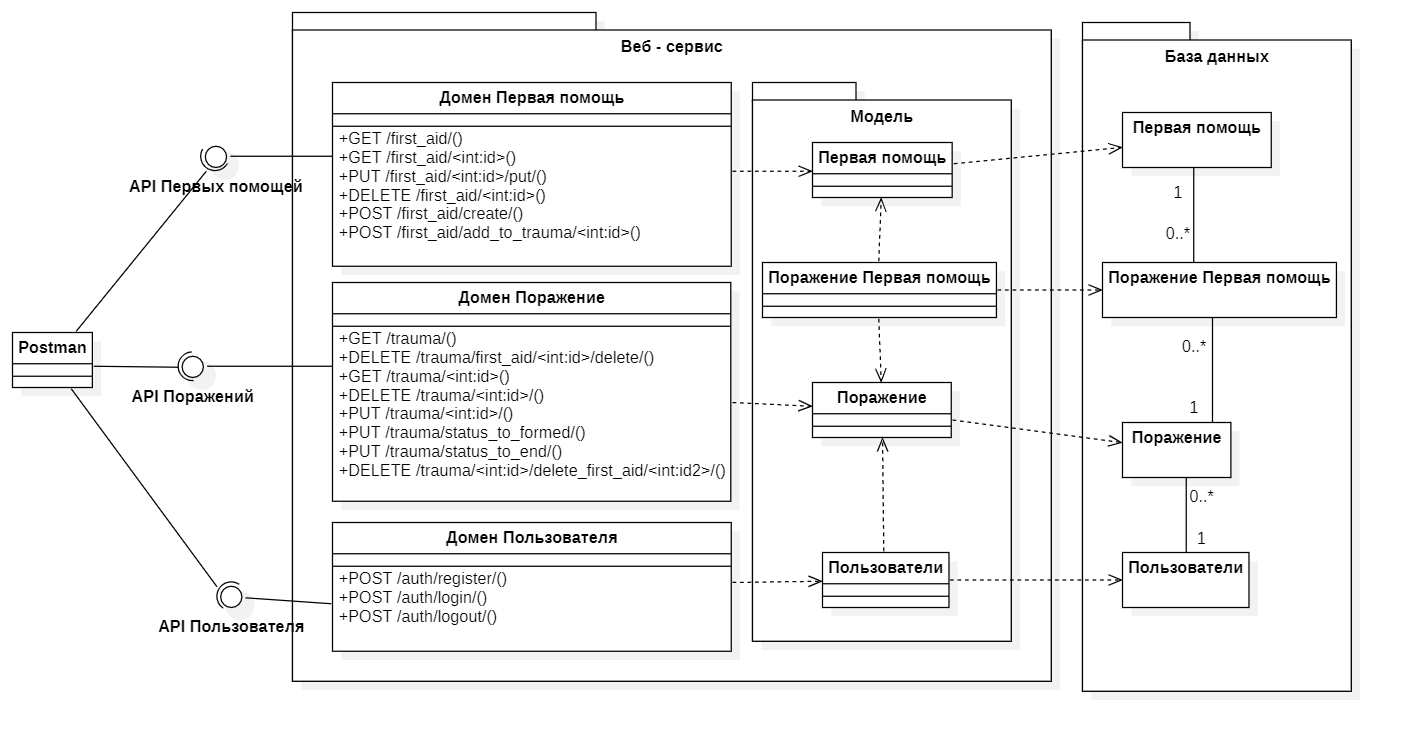 Веб - сервис
База данных
Домен Первая помощь
+GET /first_aid/()
+GET /first_aid/<int:id>()
+PUT /first_aid/<int:id>/put/()
+DELETE /first_aid/<int:id>()
+POST /first_aid/create/()
+POST /first_aid/add_to_trauma/<int:id>()
API Первых помощей
Домен Поражение
+GET /trauma/()
+DELETE /trauma/first_aid/<int:id>/delete/()
+GET /trauma/<int:id>()
+DELETE /trauma/<int:id>/()
+PUT /trauma/<int:id>/()
+PUT /trauma/status_to_formed/()
+PUT /trauma/status_to_end/()
+DELETE /trauma/<int:id>/delete_first_aid/<int:id2>/()
Postman
API Поражений
Домен Пользователя
+POST /auth/register/()
+POST /auth/login/()
+POST /auth/logout/()
API Пользователя
Модель
Первая помощь
Поражение Первая помощь
Поражение
Пользователи
Первая помощь
1
0..*
Поражение Первая помощь
0..*
1
Поражение
0..*
1
Пользователи